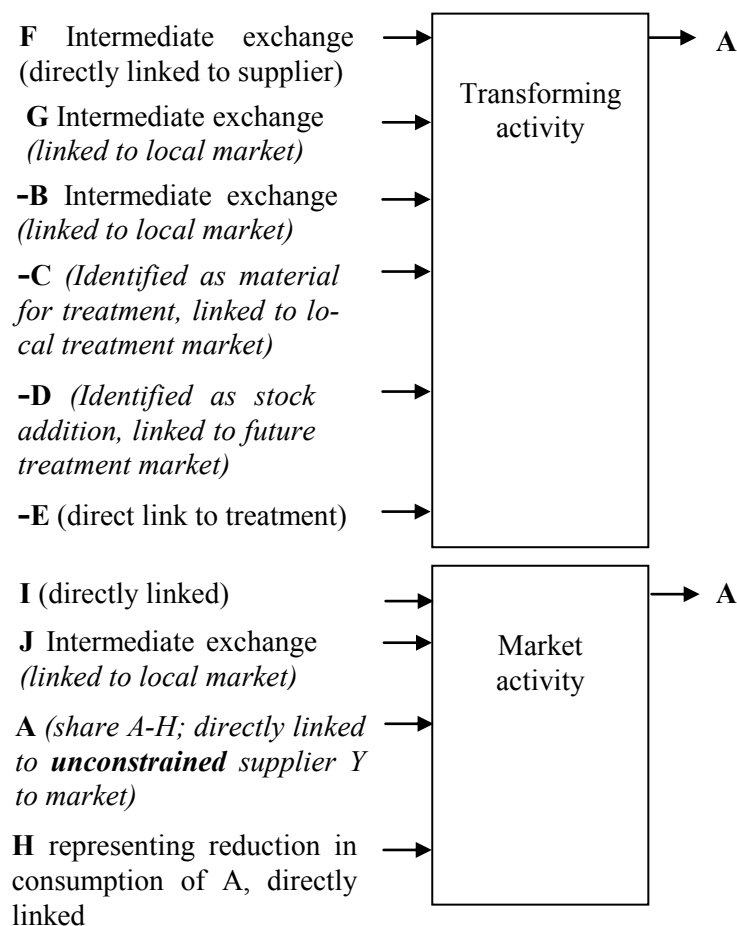 F Intermediate exchange
(directly linked to supplier)
A
Transforming
activity
G Intermediate exchange
(linked to local market)
-B Intermediate exchange
(linked to local market)
-C (Identified as material
for treatment, linked to lo-
cal treatment market)
-D (Identified as stock
addition, linked to future
treatment market)
-E (direct link to treatment)
I (directly linked)
A
J Intermediate exchange
(linked to local market)
Market
activity
A (share A-H; directly linked
to unconstrained supplier Y
to market)
H representing reduction in
consumption of A, directly
linked